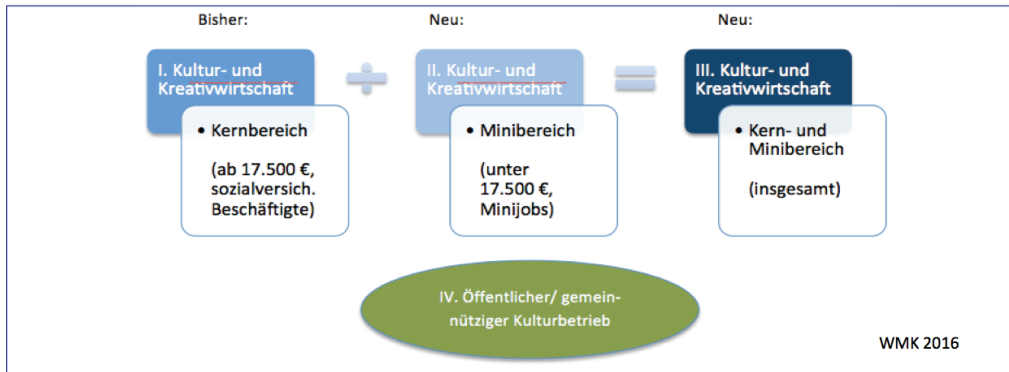 Bisher:
Neu:
Neu:
I. Kultur- und
Kreativwirtschaft
÷
II. Kultur- und
Kreativwirtschaft
=
III. Kultur- und
Kreativwirtschaft
• Kernbereich
(ab 17.500 €,
sozialversich.
Beschäftigte)
• Minibereich
(unter
17.500 €,
Minijobs)
• Kern- und
Minibereich
(insgesamt)
IV. Öffentlicher/ gemein-
nütziger Kulturbetrieb
WMK 2016